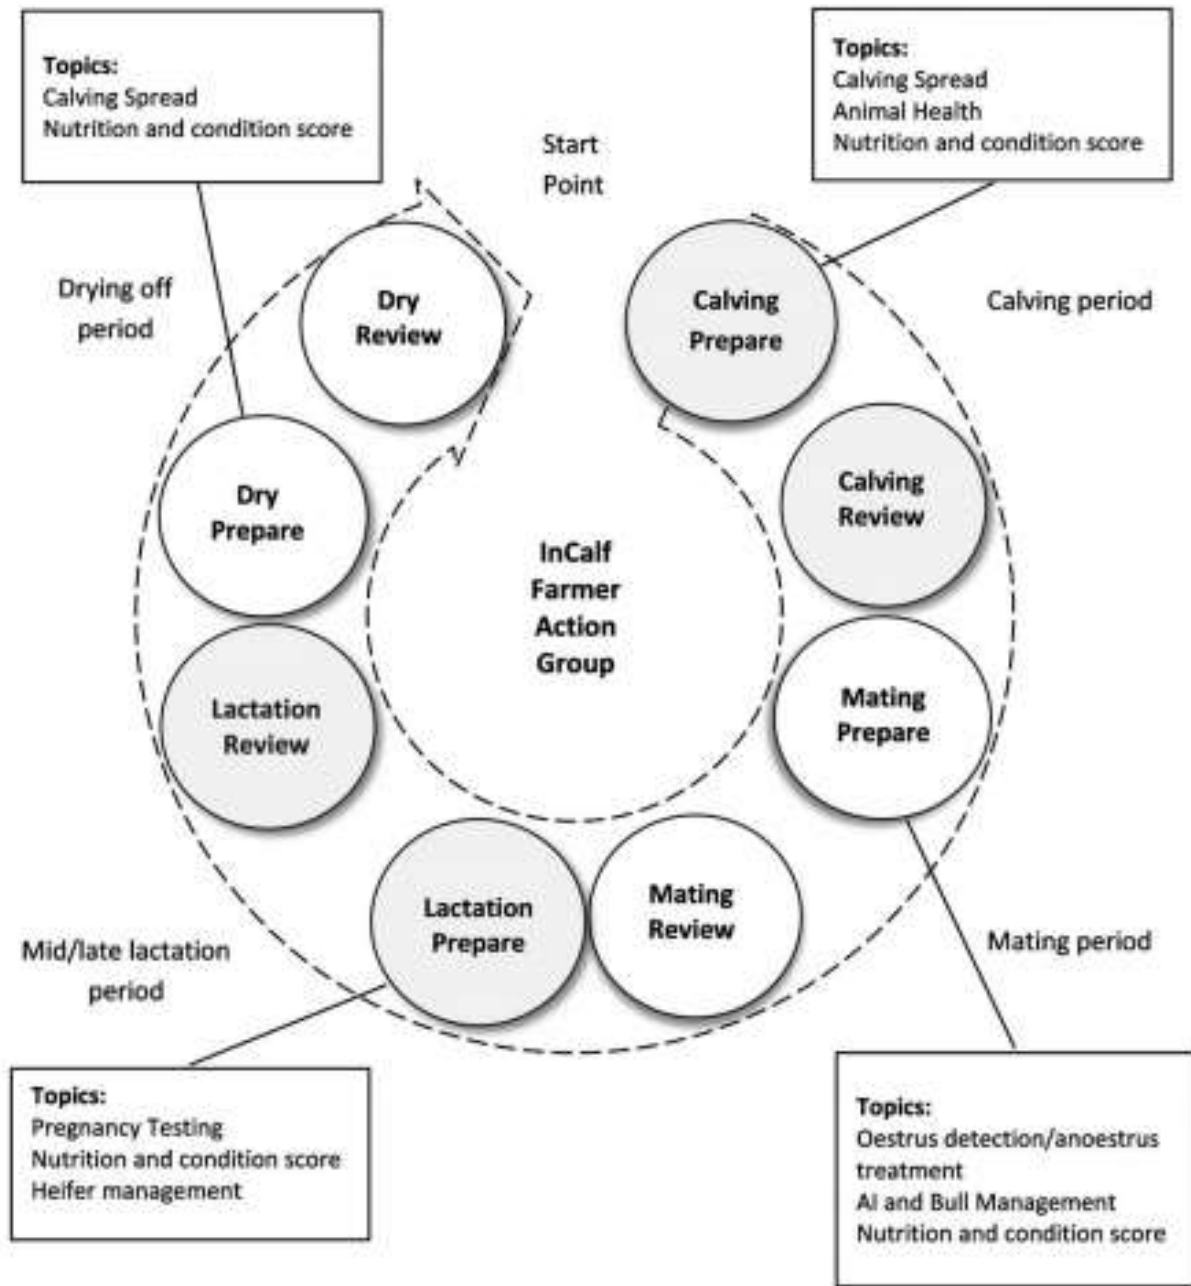 Topics:
Calving Spread
Nutrition and condition score
Topics:
Calving Spread
Animal Health
Nutrition and condition score
Start
Point
Drying off
period
Dry
Review
Calving
Prepare
Calving period
Dry
Prepare
Calving
Review
InCalf
Farmer
Action
Group
Lactation
Review
Mating
Prepare
Lactation
Prepare
Mating
Review
Mid/late lactation
period
Mating period
Topics:
Pregnancy Testing
Nutrition and condition score
Heifer management
Topics:
Oestrus detection/anoestrus
treatment
AI and Bull Management
Nutrition and condition score